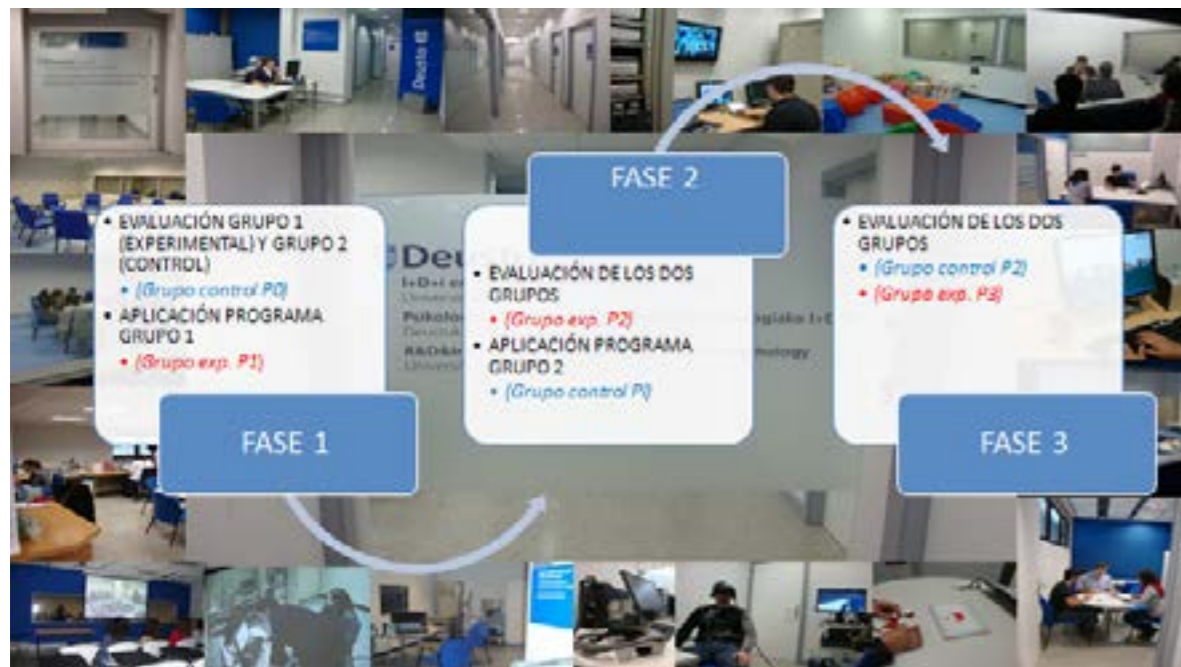 FASE 1
• EVALUACIÓN GRUPO 1
(EXPERIMENTAL) Y GRUPO 2
(CONTROL)
• (Grupo control P0)
• APLICACIÓN PROGRAMA
GRUPO 1
• (Grupo exp. P1)
FASE 2
• EVALUACIÓN DE LOS DOS
GRUPOS
• (Grupo exp. P2)
• APLICACIÓN PROGRAMA
GRUPO 2
• (Grupo control PI)
FASE 3
• EVALUACIÓN DE LOS DOS
GRUPOS
• (Grupo control P2)
• (Grupo exp. P3)
Deusto